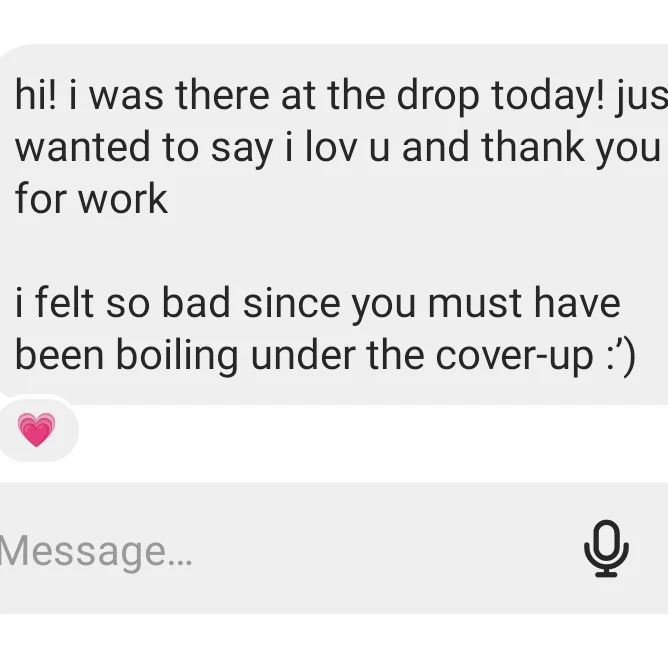 hi! i was there at the drop today! jus
wanted to say i lov u and thank you
for work
i felt so bad since you must have
been boiling under the cover-up :’)
Message...